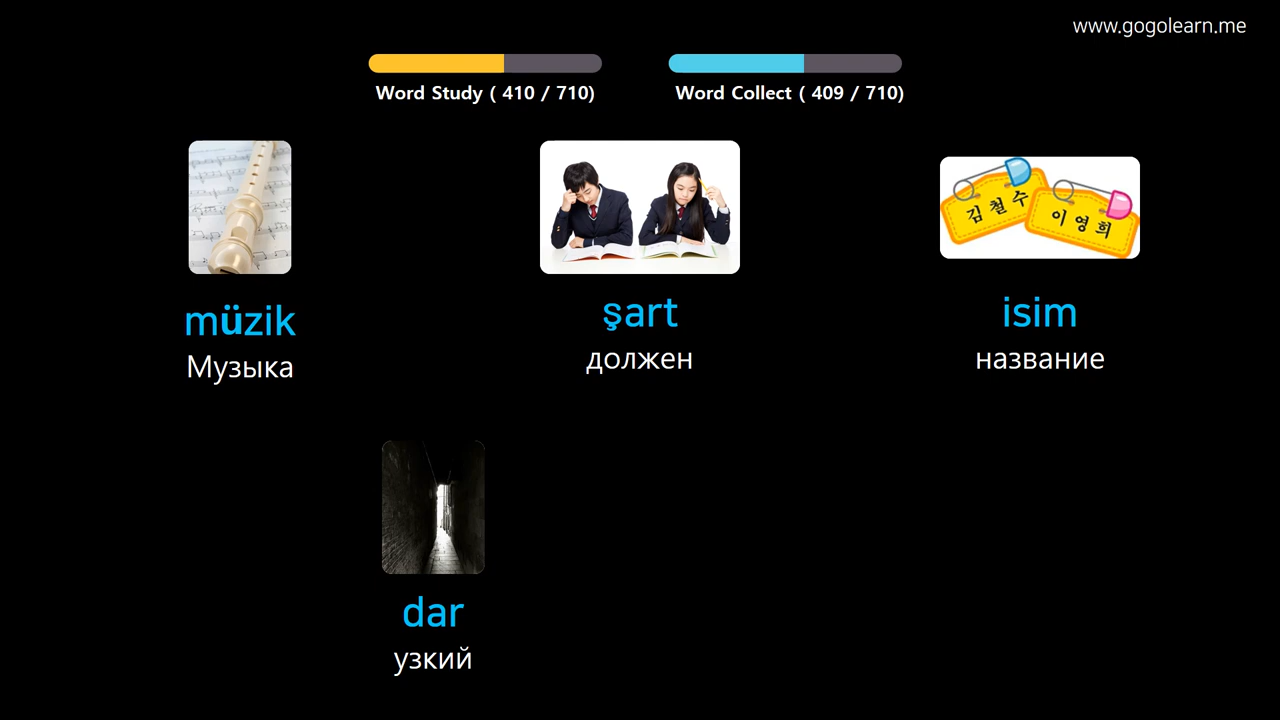 www.gogolearn.me
Word Study ( 410 / 710)
Word Collect ( 409 / 710)
김철수
이영희
müzik
Музыка
şart
должен
isim
название
dar
узкий